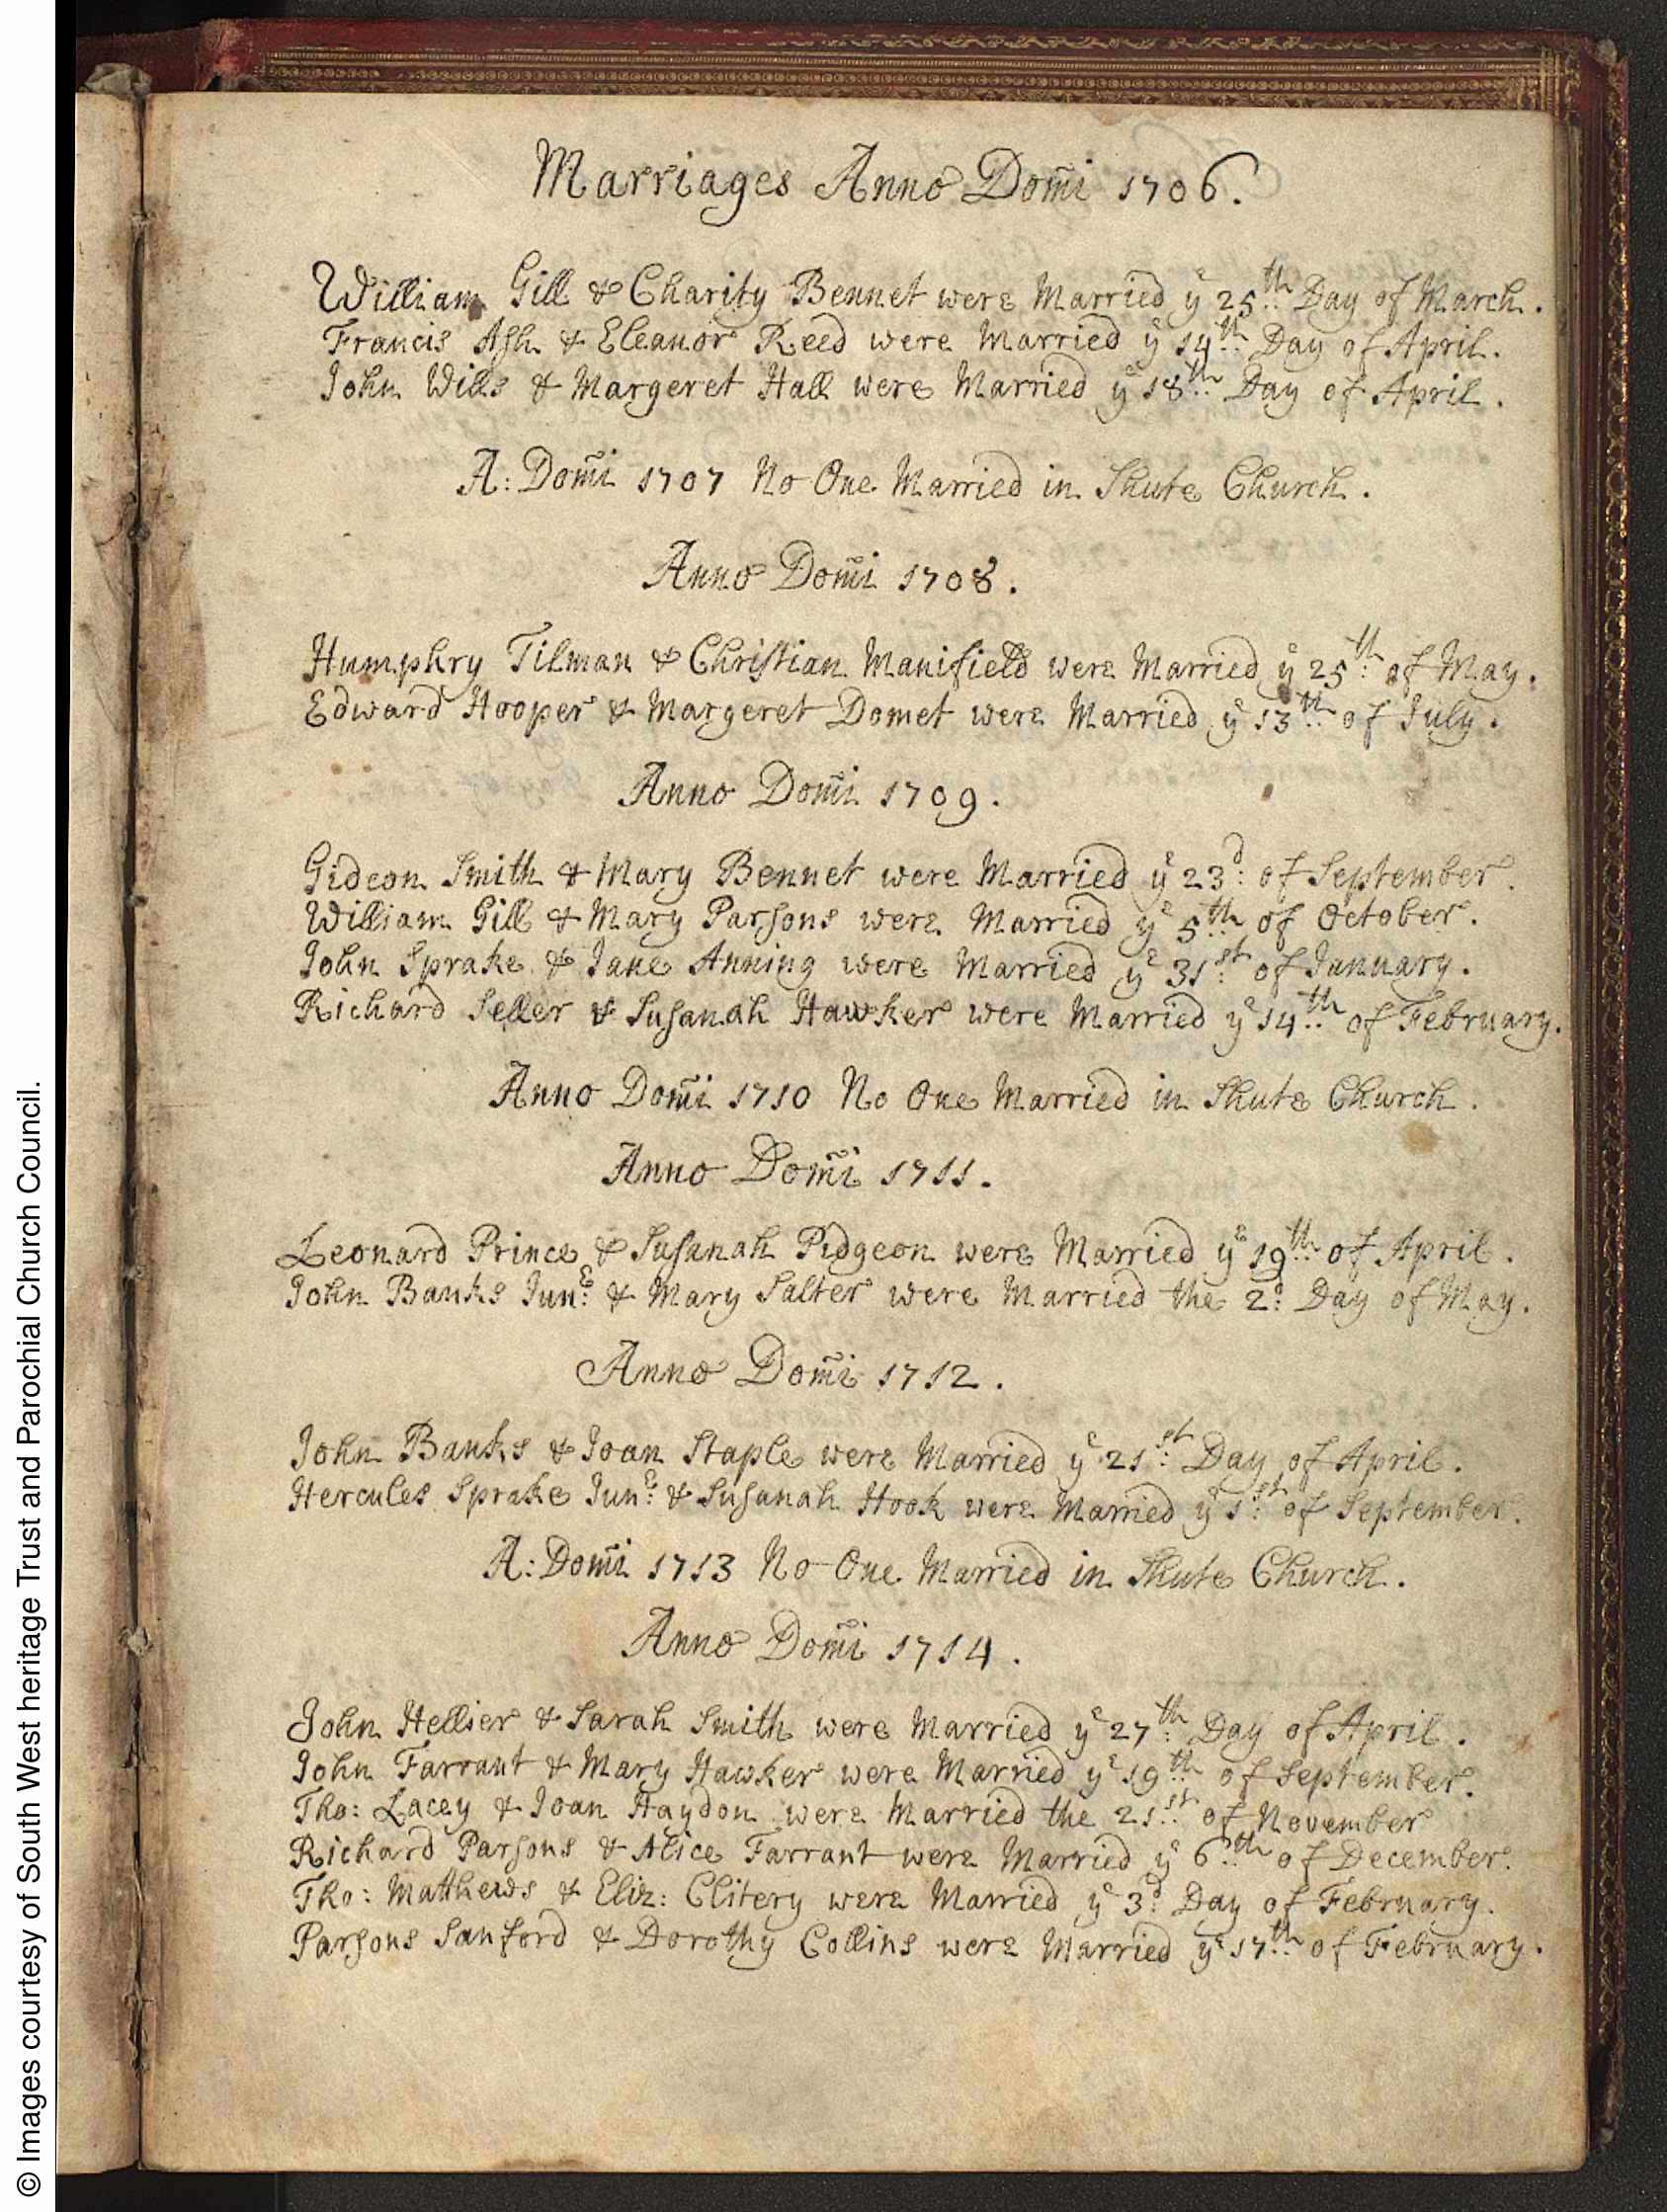 Marriages Anno Dom̃i 1706.
William Gill & Charity Bennet were Married yᵉ 25th Day of March.
Francis Ash & Eleanor Reed were Married yᵉ 14th Day of April.
John Wills & Margeret Hall were Married yᵉ 18th Day of April.
A: Dom̃i 1707 No One Married in Shute Church.
Anno Dom̃i 1708.
Humphry Tilman & Christian Manifield were Married yᵉ 25th of May.
Edward Hooper & Margeret Domet were Married yᵉ 13th of July.
Anno Dom̃i 1709.
Gideon Smith & Mary Bennet were Married yᵉ 23d: of September.
William Gill & Mary Parsons were Married yᵉ 5th of October.
John Sprake & Jane Anning were Married yᵉ 31st of January.
Richard Seller & Susanah Hawker were Married yᵉ 14th of February.
Anno Dom̃i 1710 No One Married in Shute Church.
Anno Dom̃i 1711.
Leonard Prince & Susanah Pidgeon were Married yᵉ 19th of April.
John Banks Junr: & Mary Salter were Married the 2d: Day of May.
Anno Dom̃i 1712.
John Banks & Joan Staple were Married yᵉ 21st Day of April.
Hercules Sprake Junr: & Susanah Hook were Married yᵉ 1st of September.
A: Dom̃i 1713 No One Married in Shute Church.
Anno Dom̃i 1714.
John Hellier & Sarah Smith were Married yᵉ 27th Day of April.
John Farrant & Mary Hawker were Married yᵉ 19th of September.
Tho: Lacey & Joan Haydon were Married the 21st of November
Richard Parsons & Alice Farrant were Married yᵉ 6th of December.
Tho: Matthews & Eliz: Clitery were Married yᵉ 3d: Day of February.
Parsons Sanford & Dorothy Collins were Married yᵉ 17th of February.
© Images courtesy of South West heritage Trust and Parochial Church Council.